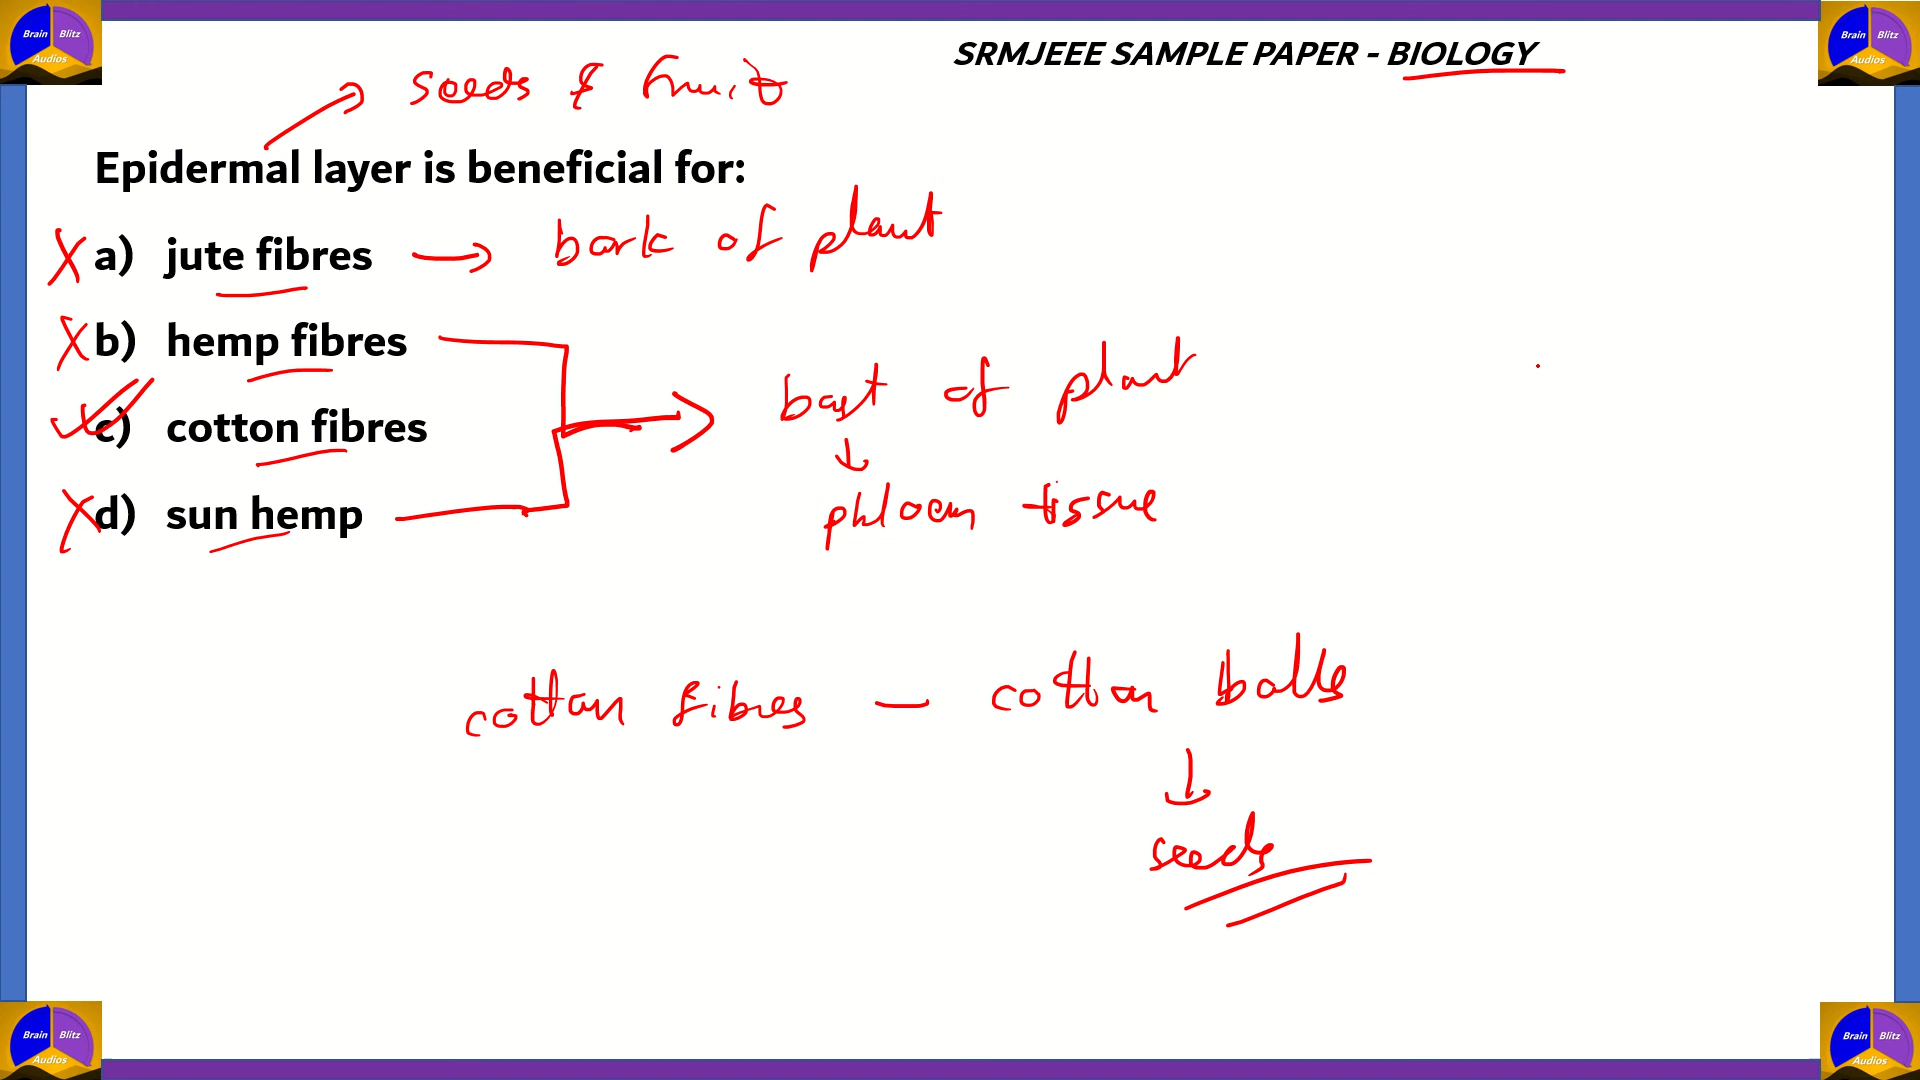 Brain Blitz
Audios
Brain Blitz
Audios
SRMJEEE SAMPLE PAPER - BIOLOGY
seeds & fruit
Epidermal layer is beneficial for:
a) jute fibres → bark of plant
b) hemp fibres
bast of plant
c) cotton fibres
↓
d) sun hemp
phloem tissue
cotton fibres - cotton balls
↓
seeds
Brain Blitz
Audios
Brain Blitz
Audios